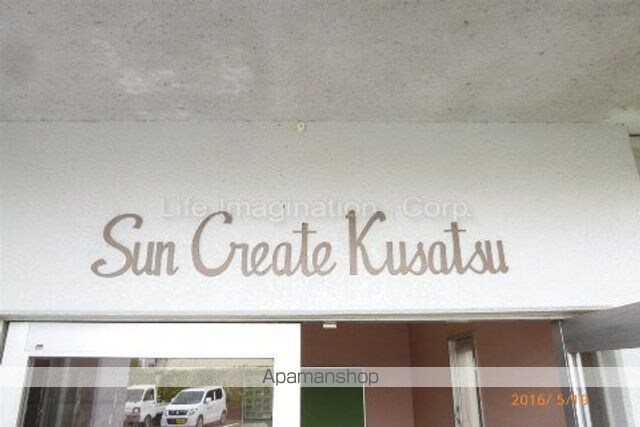 Life Imagination . Corp.
Sun Create Kusatsu
Apamanshop
2016/ 5/19